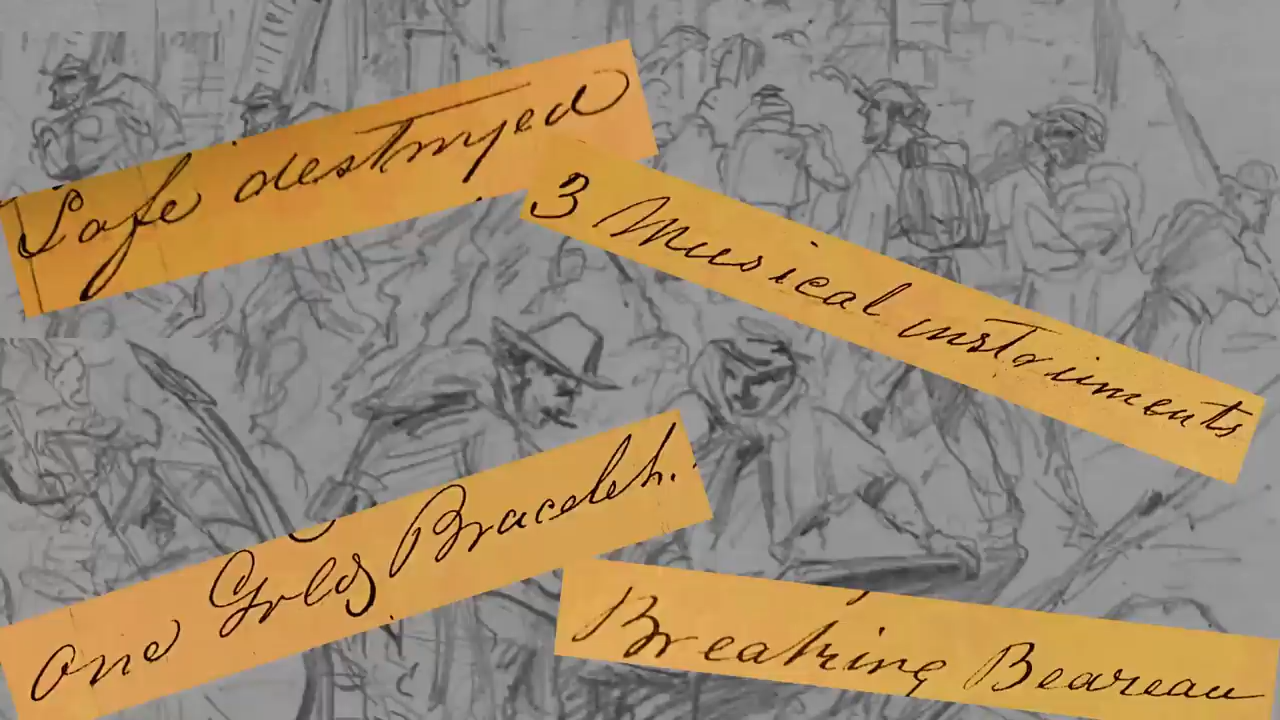 Safe destroyed
3 Musical instruments
One Gold Bracelet.
Breaking Beareau